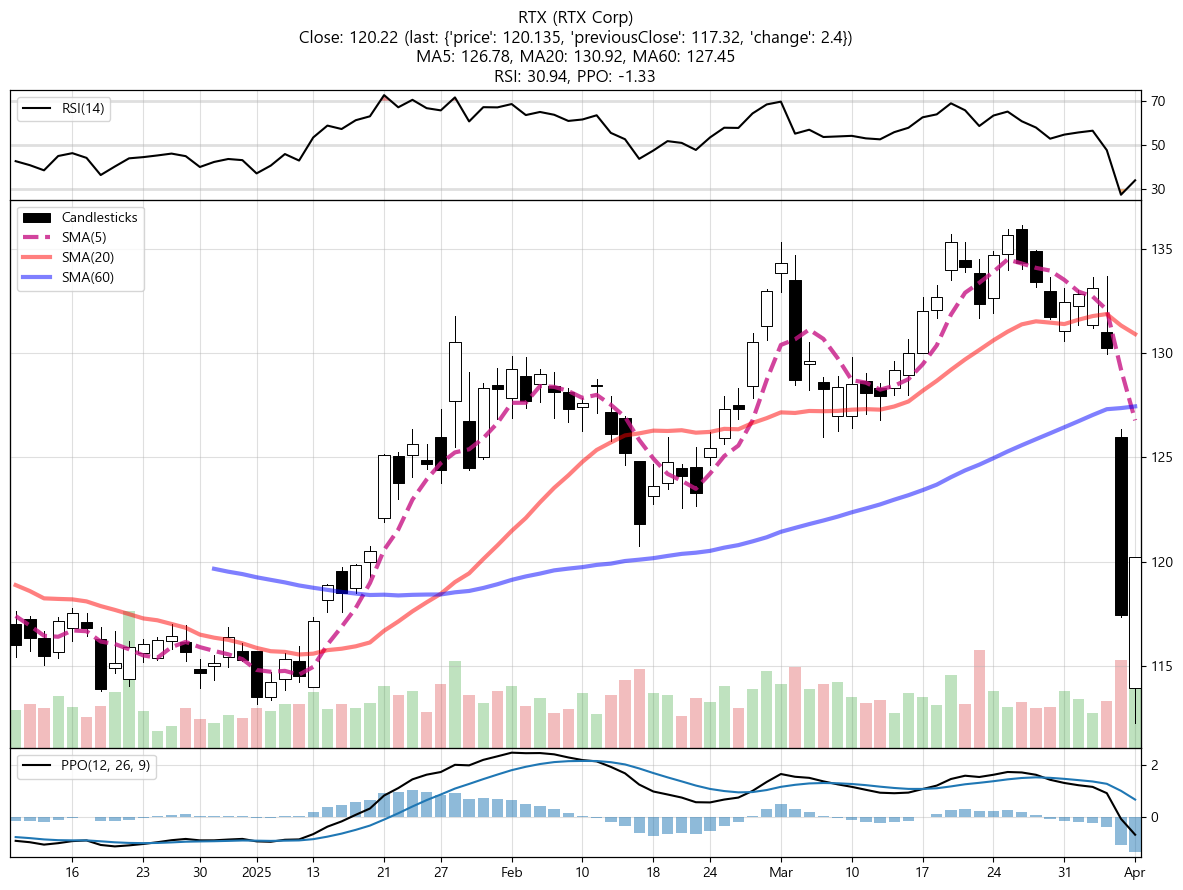 RTX (RTX Corp)
Close: 120.22 (last: {'price': 120.135, 'previousClose': 117.32, 'change': 2.4})
MA5: 126.78, MA20: 130.92, MA60: 127.45
RSI: 30.94, PPO: -1.33
RSI(14)
70
50
30
Candlesticks
SMA(5)
SMA(20)
SMA(60)
135
130
125
120
115
PPO(12, 26, 9)
2
0
16 23 30 2025 13 21 27 Feb 10 18 24 Mar 10 17 24 31 Apr